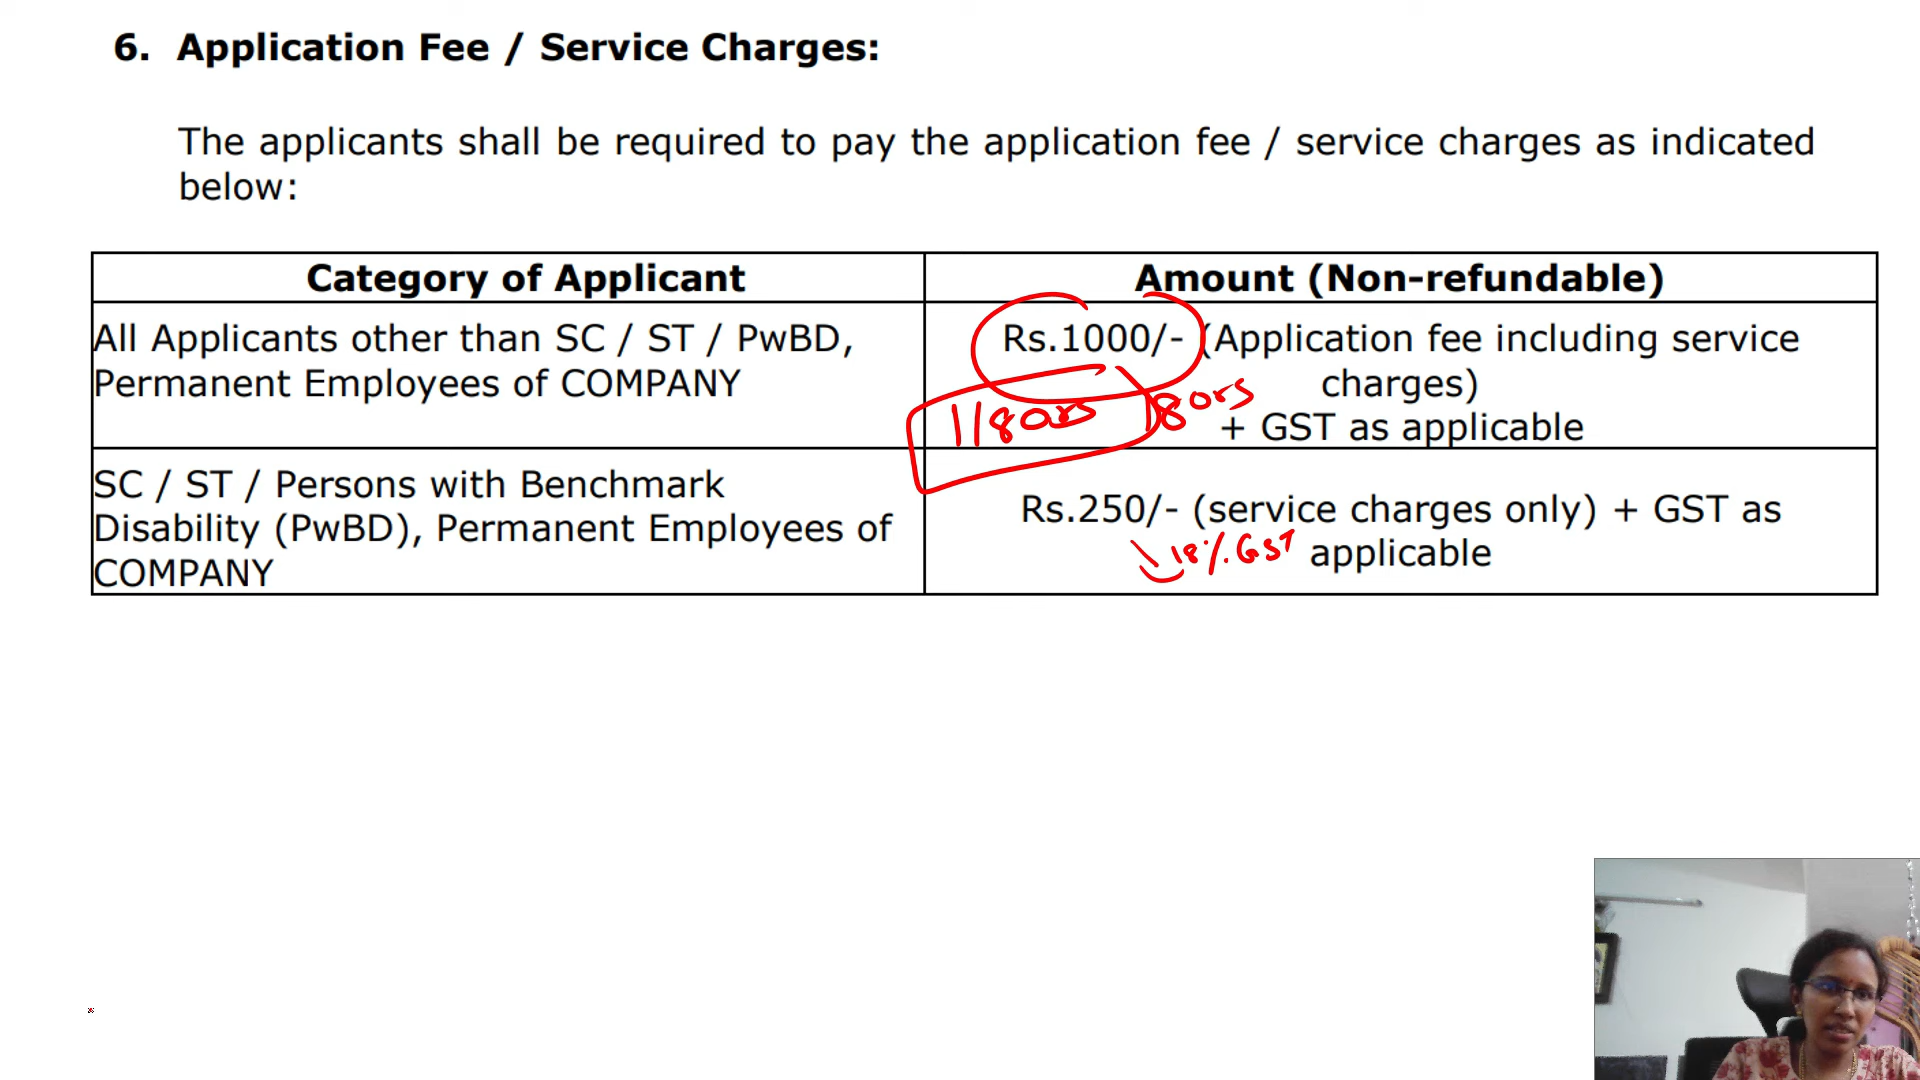 6. Application Fee / Service Charges:
The applicants shall be required to pay the application fee / service charges as indicated
below:
Category of Applicant
Amount (Non-refundable)
All Applicants other than SC / ST / PwBD,
Permanent Employees of COMPANY
Rs.1000/- (Application fee including service
charges)
+ GST as applicable
1180rs
180rs
SC / ST / Persons with Benchmark
Disability (PwBD), Permanent Employees of
COMPANY
Rs.250/- (service charges only) + GST as
applicable
18% GST